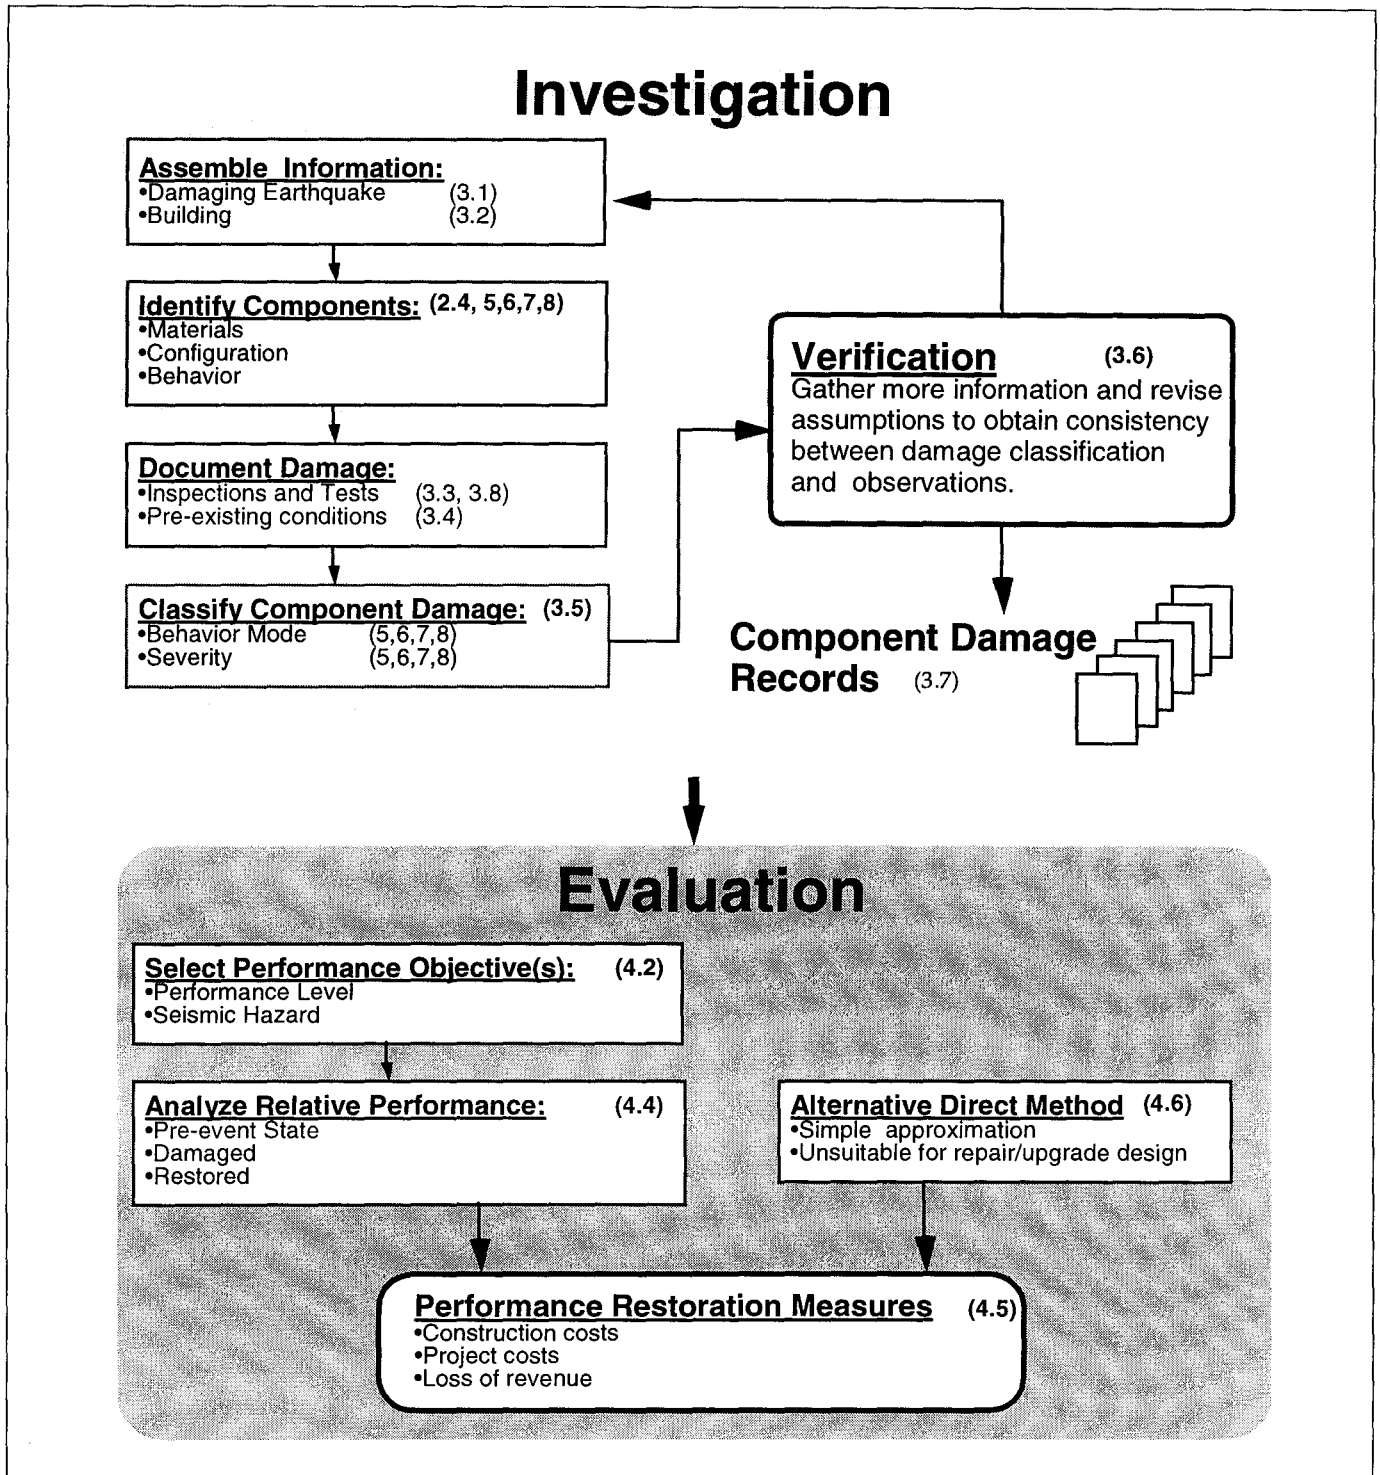 Investigation
Assemble Information:
•Damaging Earthquake (3.1)
•Building (3.2)
Identify Components: (2.4, 5,6,7,8)
•Materials
•Configuration
•Behavior
Document Damage:
•Inspections and Tests (3.3, 3.8)
•Pre-existing conditions (3.4)
Classify Component Damage: (3.5)
•Behavior Mode (5,6,7,8)
•Severity (5,6,7,8)
Verification (3.6)
Gather more information and revise
assumptions to obtain consistency
between damage classification
and observations.
Component Damage
Records (3.7)
Evaluation
Select Performance Objective(s): (4.2)
•Performance Level
•Seismic Hazard
Analyze Relative Performance: (4.4)
•Pre-event State
•Damaged
•Restored
Alternative Direct Method (4.6)
•Simple approximation
•Unsuitable for repair/upgrade design
Performance Restoration Measures (4.5)
•Construction costs
•Project costs
•Loss of revenue